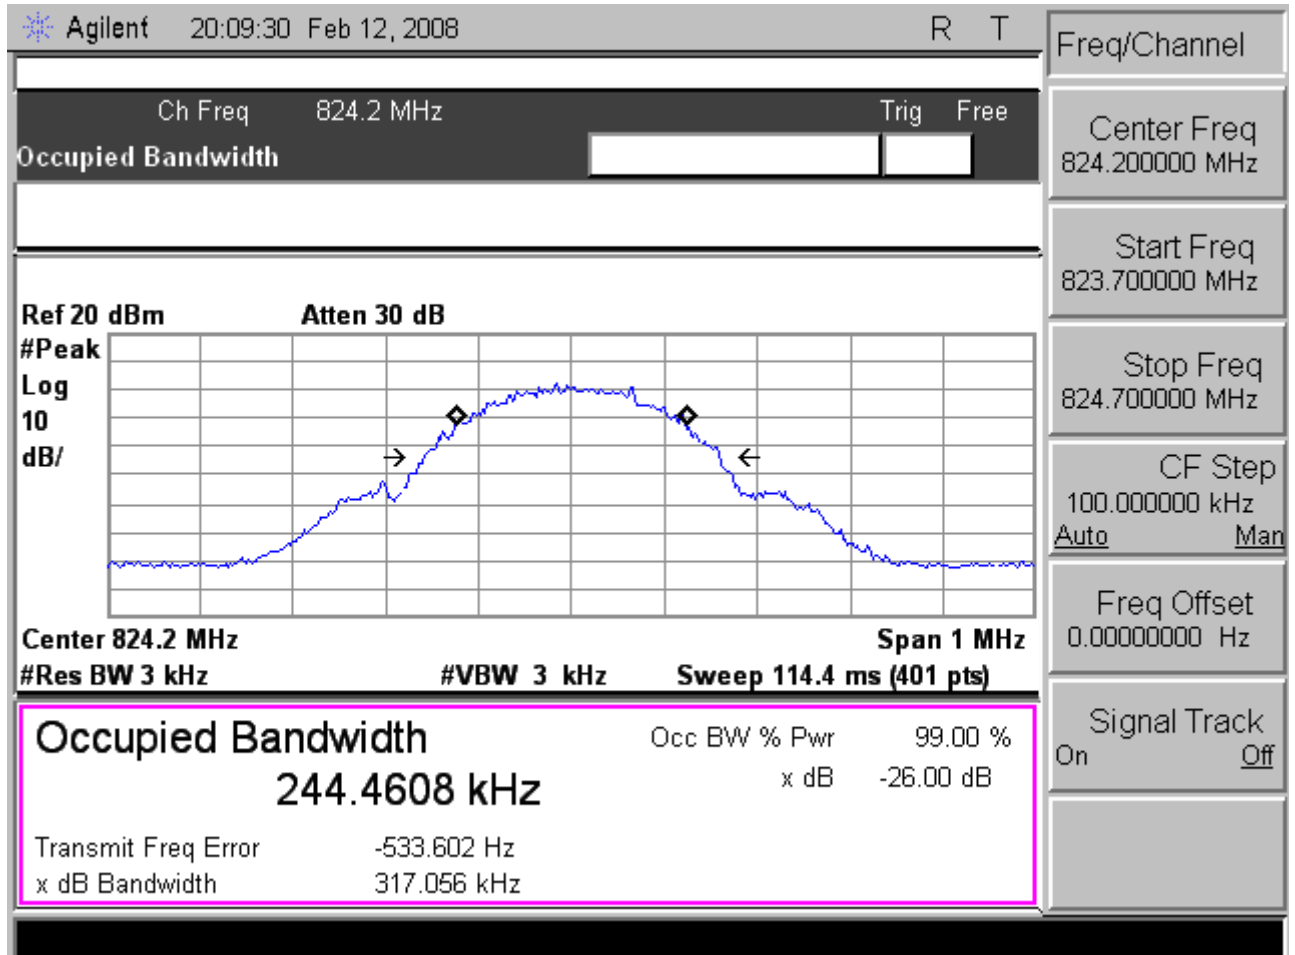 Agilent 20:09:30 Feb 12, 2008 R T
Freq/Channel
Ch Freq 824.2 MHz Trig Free
Occupied Bandwidth
Center Freq
824.200000 MHz
Start Freq
823.700000 MHz
Stop Freq
824.700000 MHz
CF Step
100.000000 kHz
Auto Man
Freq Offset
0.00000000 Hz
Signal Track
On Off
Ref 20 dBm Atten 30 dB
#Peak
Log
10
dB/
Center 824.2 MHz Span 1 MHz
#Res BW 3 kHz #VBW 3 kHz Sweep 114.4 ms (401 pts)
Occupied Bandwidth
244.4608 kHz
Occ BW % Pwr 99.00 %
x dB -26.00 dB
Transmit Freq Error -533.602 Hz
x dB Bandwidth 317.056 kHz